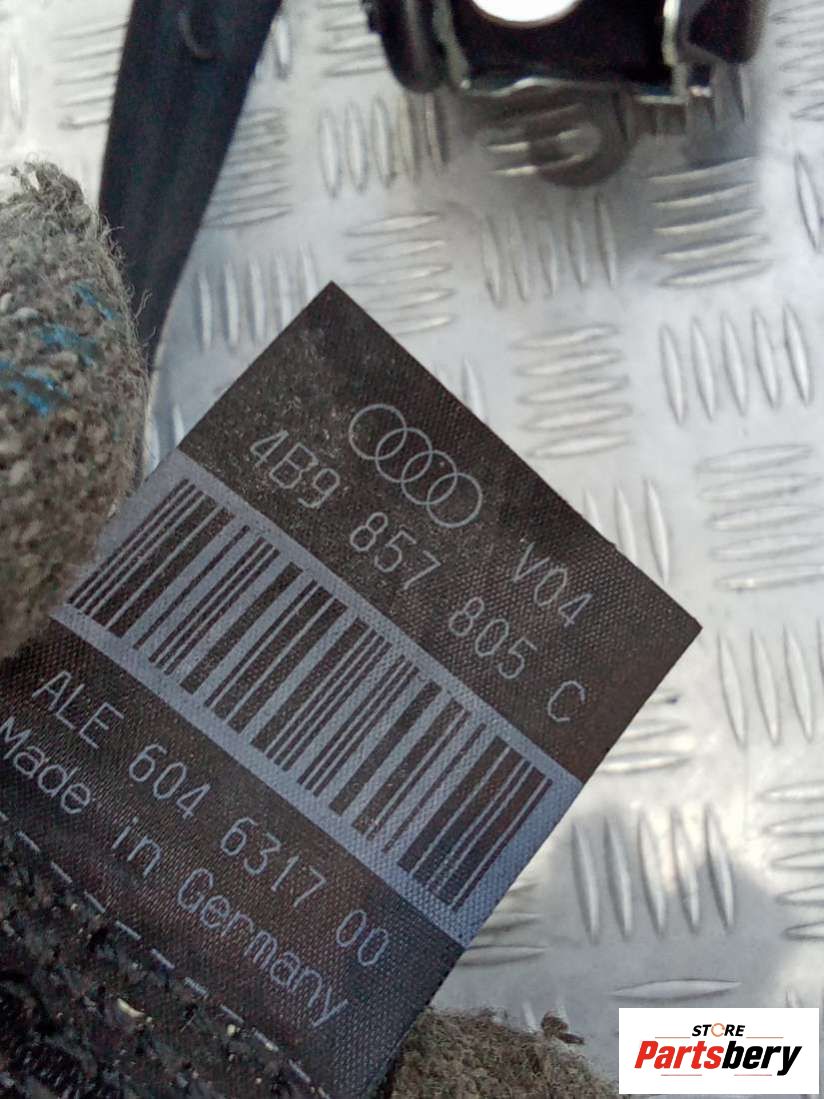 4B9 857 805 C
V04
ALE 604 6317 00
Made in Germany
STORE
Partsbery